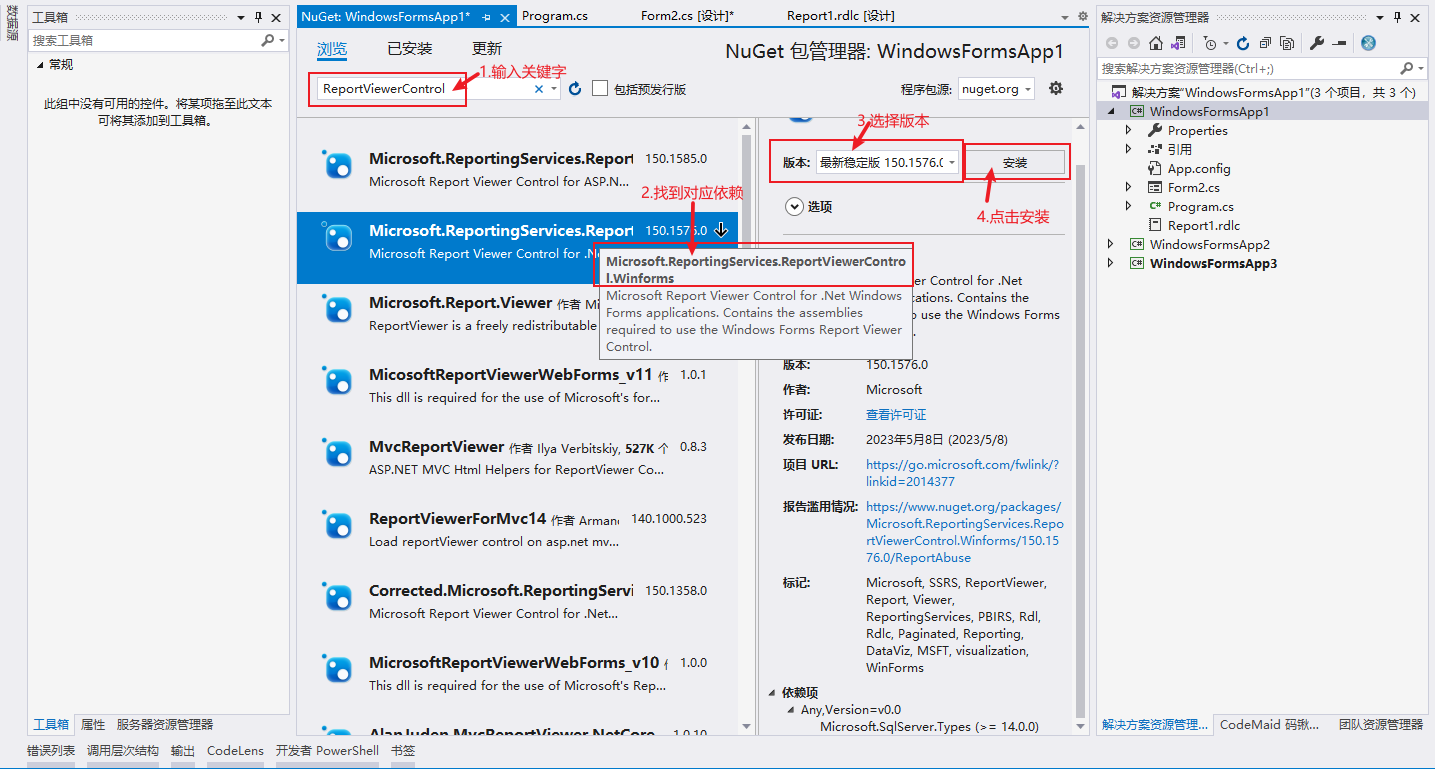 数据源
工具箱
搜索工具箱
常规
此组中没有可用的控件。将某项拖至此文本
可将其添加到工具箱。
工具箱 属性 服务器资源管理器
NuGet: WindowsFormsApp1*
Program.cs
Form2.cs [设计]*
Report1.rdlc [设计]
浏览 已安装 更新
NuGet 包管理器: WindowsFormsApp1
1.输入关键字
ReportViewerControl
包括预发行版
程序包源: nuget.org
Microsoft.ReportingServices.Report 150.1585.0
Microsoft Report Viewer Control for ASP.N...
2.找到对应依赖
Microsoft.ReportingServices.Report 150.1576.0
Microsoft Report Viewer Control for .Ne
Microsoft.ReportingServices.ReportViewerContro
l.Winforms
Microsoft Report Viewer Control for .Net Windows
Forms applications. Contains the assemblies
required to use the Windows Forms Report Viewer
Control.
Microsoft.Report.Viewer 作者 Mi
ReportViewer is a freely redistributable
MicosoftReportViewerWebForms_v11 作 1.0.1
This dll is required for the use of Microsoft's for...
MvcReportViewer 作者 Ilya Verbitskiy, 527K 个 0.8.3
ASP.NET MVC Html Helpers for ReportViewer Co...
ReportViewerForMvc14 作者 Armand 140.1000.523
Load reportViewer control on asp.net mv...
Corrected.Microsoft.ReportingServi 150.1358.0
Microsoft Report Viewer Control for .Net...
MicrosoftReportViewerWebForms_v10 1.0.0
This dll is required for the use of Microsoft's Rep...
AlanJuden.MvcReportViewer.NetCore 1.0.10
3.选择版本
版本: 最新稳定版 150.1576.0
安装
4.点击安装
选项
er Control for .Net
cations. Contains the
o use the Windows Forms
版本: 150.1576.0
作者: Microsoft
许可证: 查看许可证
发布日期: 2023年5月8日 (2023/5/8)
项目 URL: https://go.microsoft.com/fwlink/?
linkid=2014377
报告滥用情况: https://www.nuget.org/packages/
Microsoft.ReportingServices.Repo
rtViewerControl.Winforms/150.1
576.0/ReportAbuse
标记: Microsoft, SSRS, ReportViewer,
Report, Viewer,
ReportingServices, PBIRS, Rdl,
Rdlc, Paginated, Reporting,
DataViz, MSFT, visualization,
WinForms
依赖项
Any,Version=v0.0
Microsoft.SqlServer.Types (>= 14.0.0)
解决方案资源管理器
搜索解决方案资源管理器(Ctrl+;)
解决方案"WindowsFormsApp1"(3 个项目，共 3 个)
WindowsFormsApp1
Properties
引用
App.config
Form2.cs
Program.cs
Report1.rdlc
WindowsFormsApp2
WindowsFormsApp3
解决方案资源管理... CodeMaid 码锹... 团队资源管理器
错误列表 调用层次结构 输出 CodeLens 开发者 PowerShell 书签